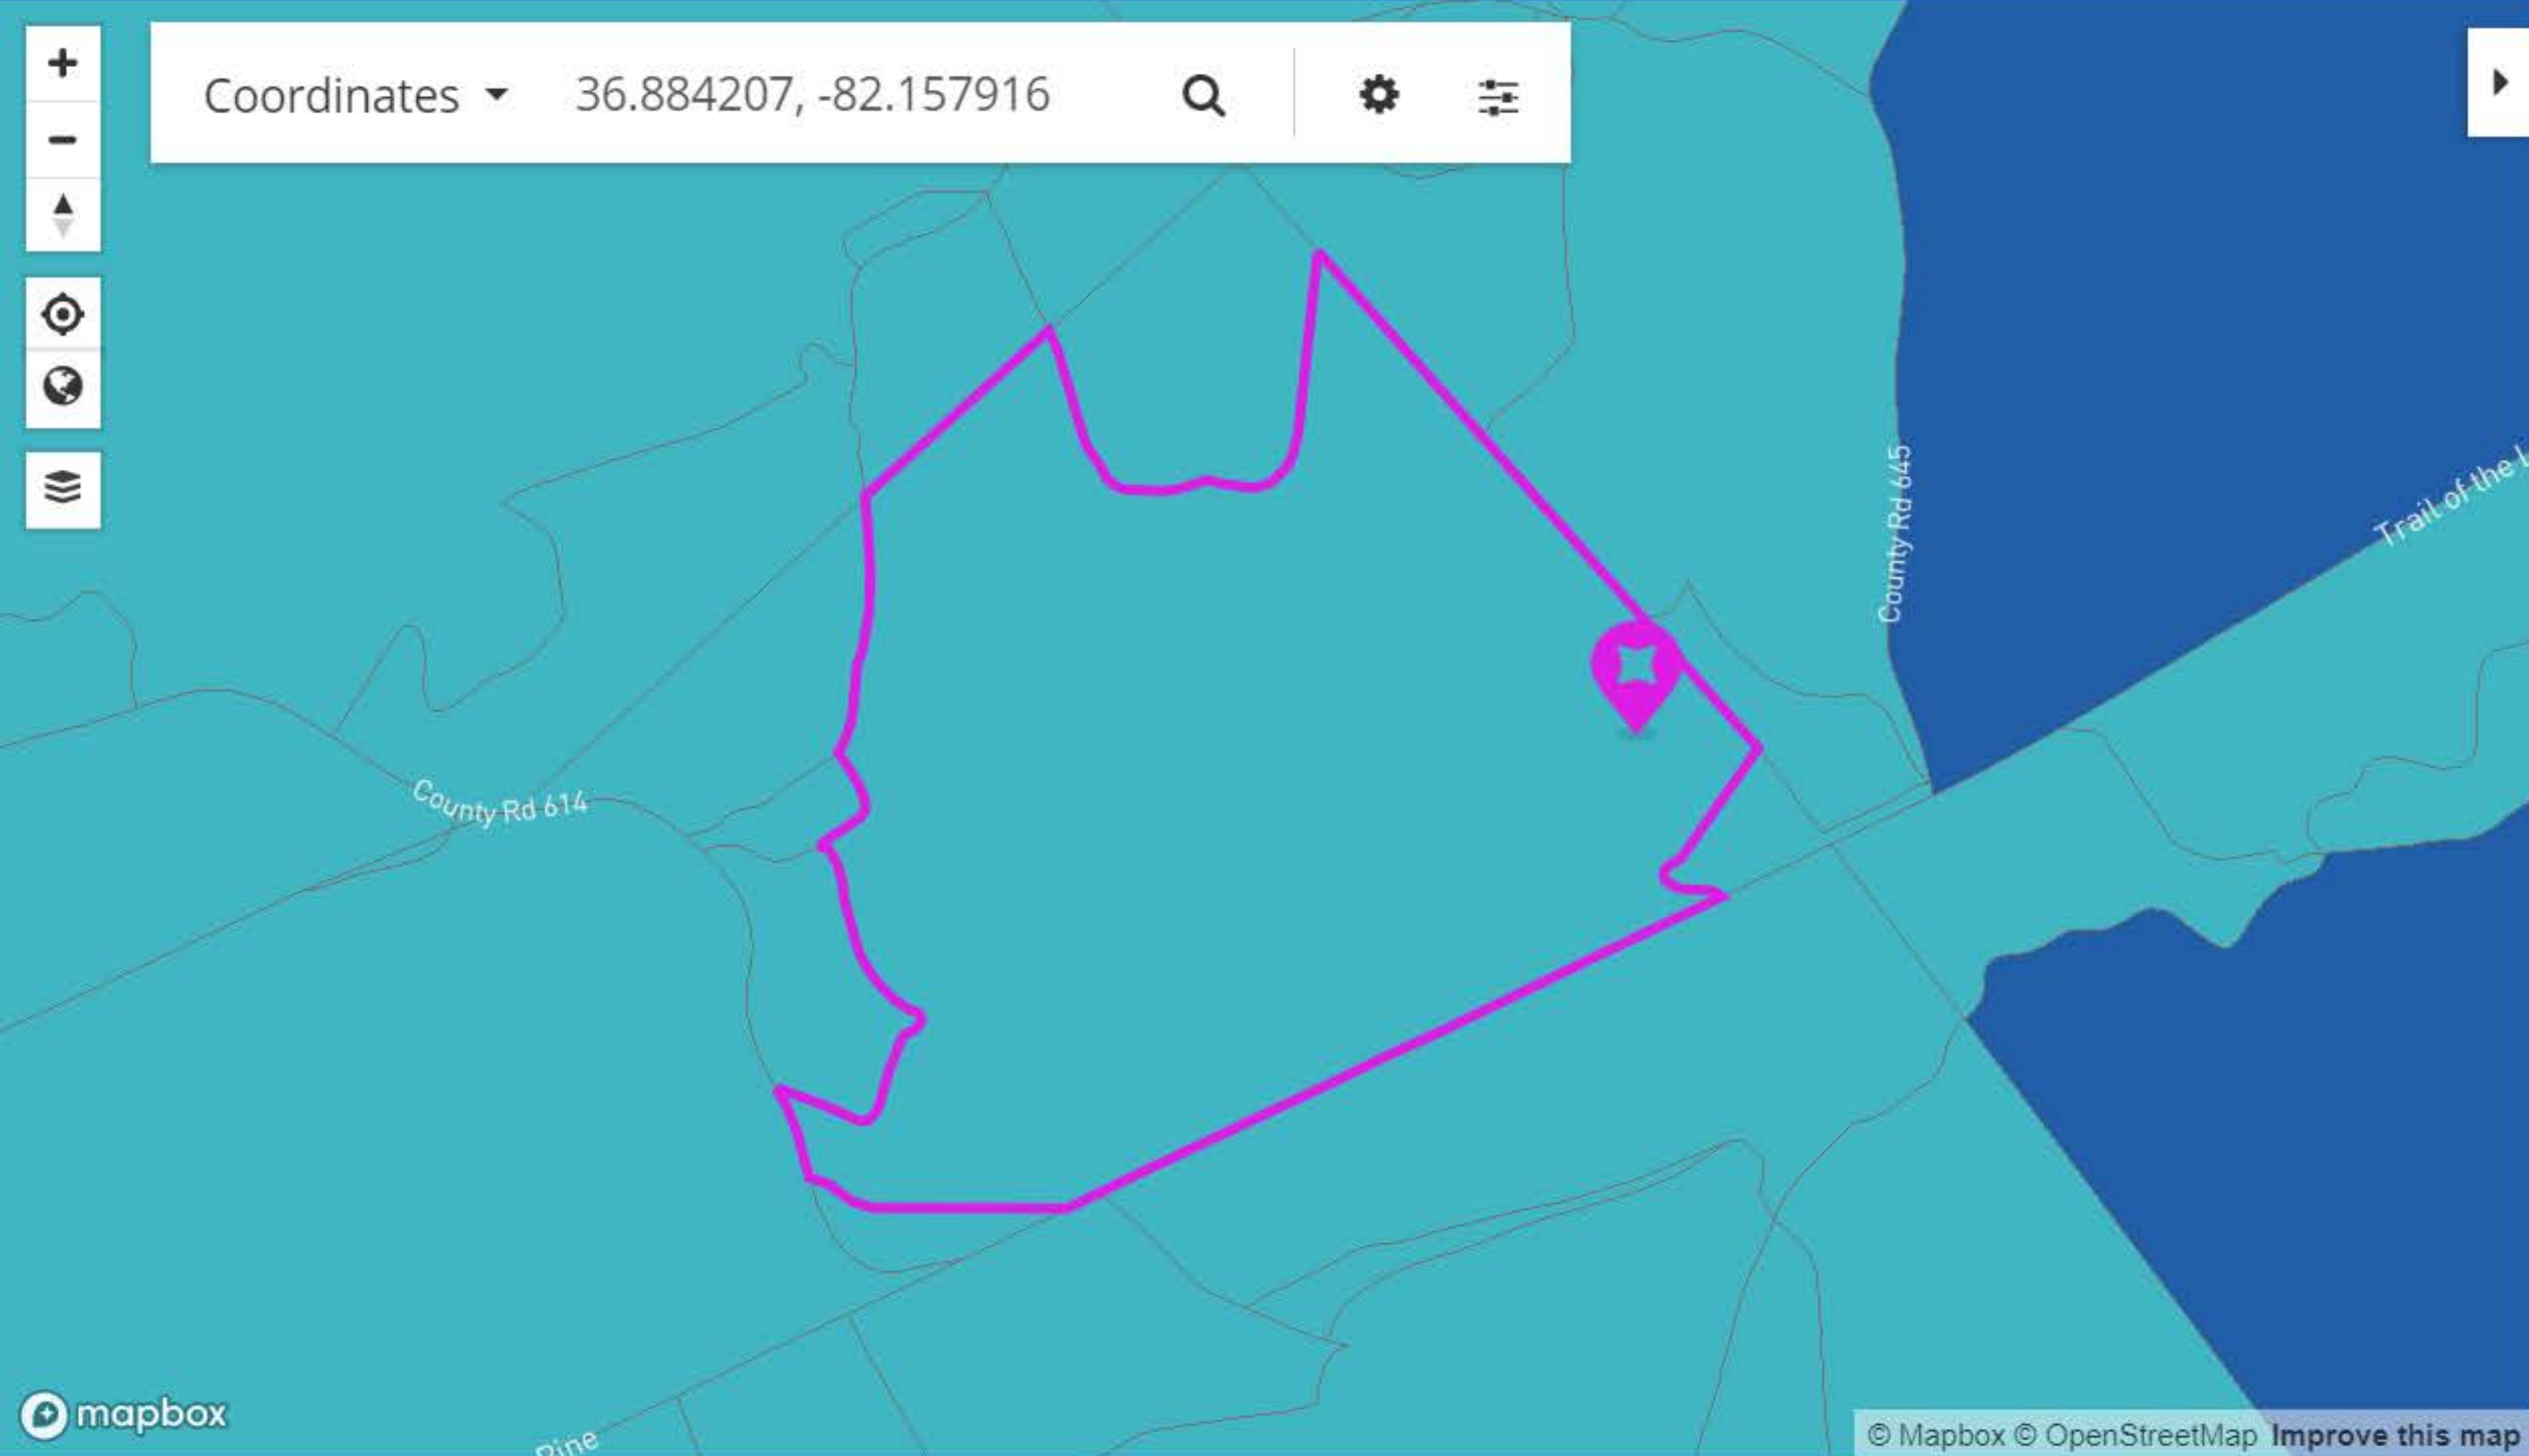 Coordinates 36.884207, -82.157916
County Rd 645
Trail of the
County Rd 614
Pine
mapbox
© Mapbox © OpenStreetMap Improve this map